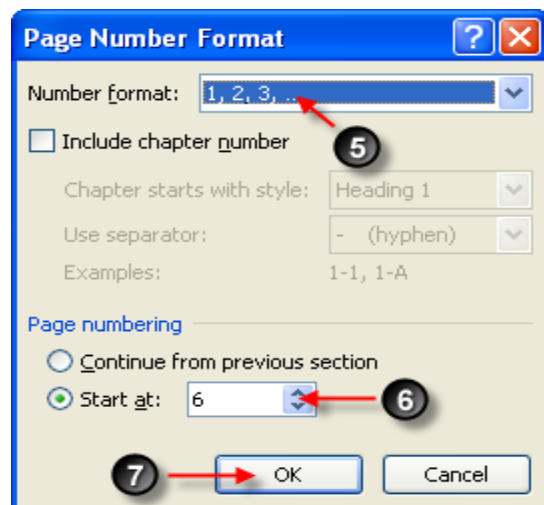 Page Number Format
Number format: 1, 2, 3, ...
5
Include chapter number
Chapter starts with style: Heading 1
Use separator: - (hyphen)
Examples: 1-1, 1-A
Page numbering
Continue from previous section
Start at: 6
6
7
OK Cancel